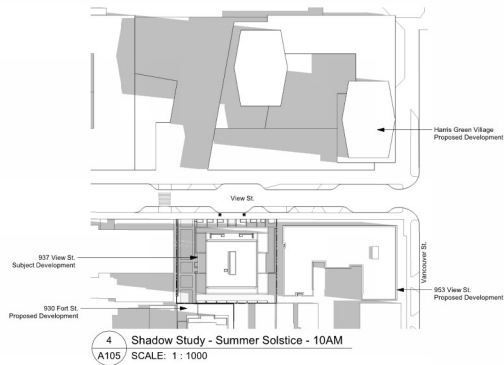 Harris Green Village
Proposed Development
View St.
Vancouver St.
937 View St.
Subject Development
953 View St.
Proposed Development
930 Fort St.
Proposed Development
4 Shadow Study - Summer Solstice - 10AM
A105 SCALE: 1 : 1000